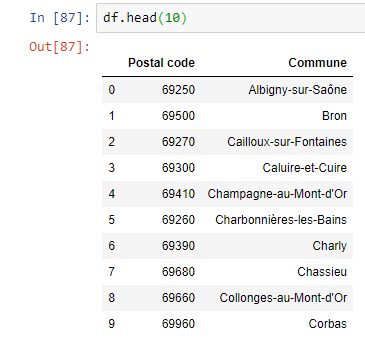 In [87]: df.head(10)
Out[87]:
Postal code Commune
0 69250 Albigny-sur-Saône
1 69500 Bron
2 69270 Cailloux-sur-Fontaines
3 69300 Caluire-et-Cuire
4 69410 Champagne-au-Mont-d'Or
5 69260 Charbonnières-les-Bains
6 69390 Charly
7 69680 Chassieu
8 69660 Collonges-au-Mont-d'Or
9 69960 Corbas